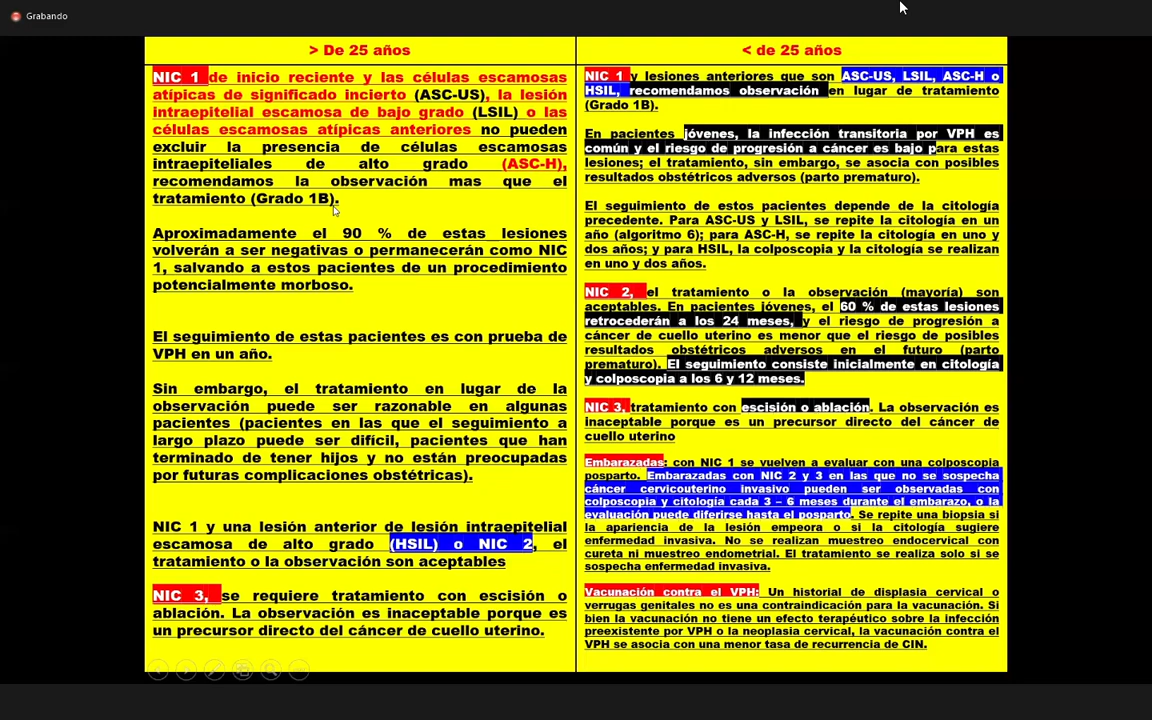 Grabando
> De 25 años
NIC 1 de inicio reciente y las células escamosas
atípicas de significado incierto (ASC-US), la lesión
intraepitelial escamosa de bajo grado (LSIL) o las
células escamosas atípicas anteriores no pueden
excluir la presencia de células escamosas
intraepiteliales de alto grado (ASC-H),
recomendamos la observación mas que el
tratamiento (Grado 1B).
Aproximadamente el 90 % de estas lesiones
volverán a ser negativas o permanecerán como NIC
1, salvando a estos pacientes de un procedimiento
potencialmente morboso.
El seguimiento de estas pacientes es con prueba de
VPH en un año.
Sin embargo, el tratamiento en lugar de la
observación puede ser razonable en algunas
pacientes (pacientes en las que el seguimiento a
largo plazo puede ser difícil, pacientes que han
terminado de tener hijos y no están preocupadas
por futuras complicaciones obstétricas).
NIC 1 y una lesión anterior de lesión intraepitelial
escamosa de alto grado (HSIL) o NIC 2, el
tratamiento o la observación son aceptables
NIC 3, se requiere tratamiento con escisión o
ablación. La observación es inaceptable porque es
un precursor directo del cáncer de cuello uterino.
< de 25 años
NIC 1 y lesiones anteriores que son ASC-US, LSIL, ASC-H o
HSIL, recomendamos observación en lugar de tratamiento
(Grado 1B).
En pacientes jóvenes, la infección transitoria por VPH es
común y el riesgo de progresión a cáncer es bajo para estas
lesiones; el tratamiento, sin embargo, se asocia con posibles
resultados obstétricos adversos (parto prematuro).
El seguimiento de estos pacientes depende de la citología
precedente. Para ASC-US y LSIL, se repite la citología en un
año (algoritmo 6); para ASC-H, se repite la citología en uno y
dos años; y para HSIL, la colposcopia y la citología se realizan
en uno y dos años.
NIC 2, el tratamiento o la observación (mayoría) son
aceptables. En pacientes jóvenes, el 60 % de estas lesiones
retrocederán a los 24 meses, y el riesgo de progresión a
cáncer de cuello uterino es menor que el riesgo de posibles
resultados obstétricos adversos en el futuro (parto
prematuro). El seguimiento consiste inicialmente en citología
y colposcopia a los 6 y 12 meses.
NIC 3, tratamiento con escisión o ablación. La observación es
inaceptable porque es un precursor directo del cáncer de
cuello uterino
Embarazadas: con NIC 1 se vuelven a evaluar con una colposcopia
posparto. Embarazadas con NIC 2 y 3 en las que no se sospecha
cáncer cervicouterino invasivo pueden ser observadas con
colposcopia y citología cada 3 – 6 meses durante el embarazo, o la
evaluación puede diferirse hasta el posparto. Se repite una biopsia si
la apariencia de la lesión empeora o si la citología sugiere
enfermedad invasiva. No se realizan muestreo endocervical con
cureta ni muestreo endometrial. El tratamiento se realiza solo si se
sospecha enfermedad invasiva.
Vacunación contra el VPH: Un historial de displasia cervical o
verrugas genitales no es una contraindicación para la vacunación. Si
bien la vacunación no tiene un efecto terapéutico sobre la infección
preexistente por VPH o la neoplasia cervical, la vacunación contra el
VPH se asocia con una menor tasa de recurrencia de CIN.